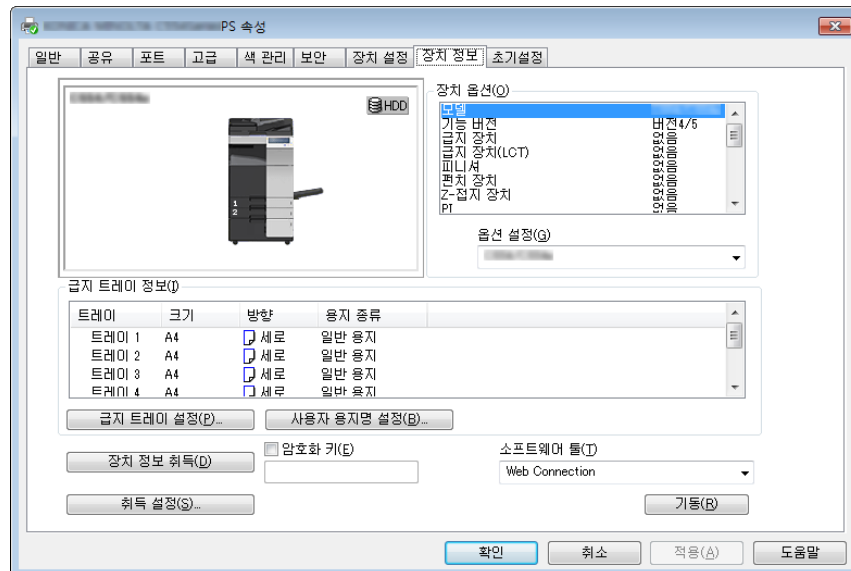 PS 속성
일반 공유 포트 고급 색 관리 보안 장치 설정 장치 정보 초기설정
HDD
1
2
장치 옵션(O)
모델
기능 버전 버전4/5
급지 장치 없음
급지 장치(LCT) 없음
피니셔 없음
펀치 장치 없음
Z-접지 장치 없음
PI 없음
옵션 설정(G)
급지 트레이 정보(I)
트레이 크기 방향 용지 종류
트레이 1 A4 세로 일반 용지
트레이 2 A4 세로 일반 용지
트레이 3 A4 세로 일반 용지
트레이 4 A4 세로 일반 용지
급지 트레이 설정(P)... 사용자 용지명 설정(B)...
장치 정보 취득(D) 암호화 키(E) 소프트웨어 툴(T)
Web Connection
취득 설정(S)... 기동(R)
확인 취소 적용(A) 도움말